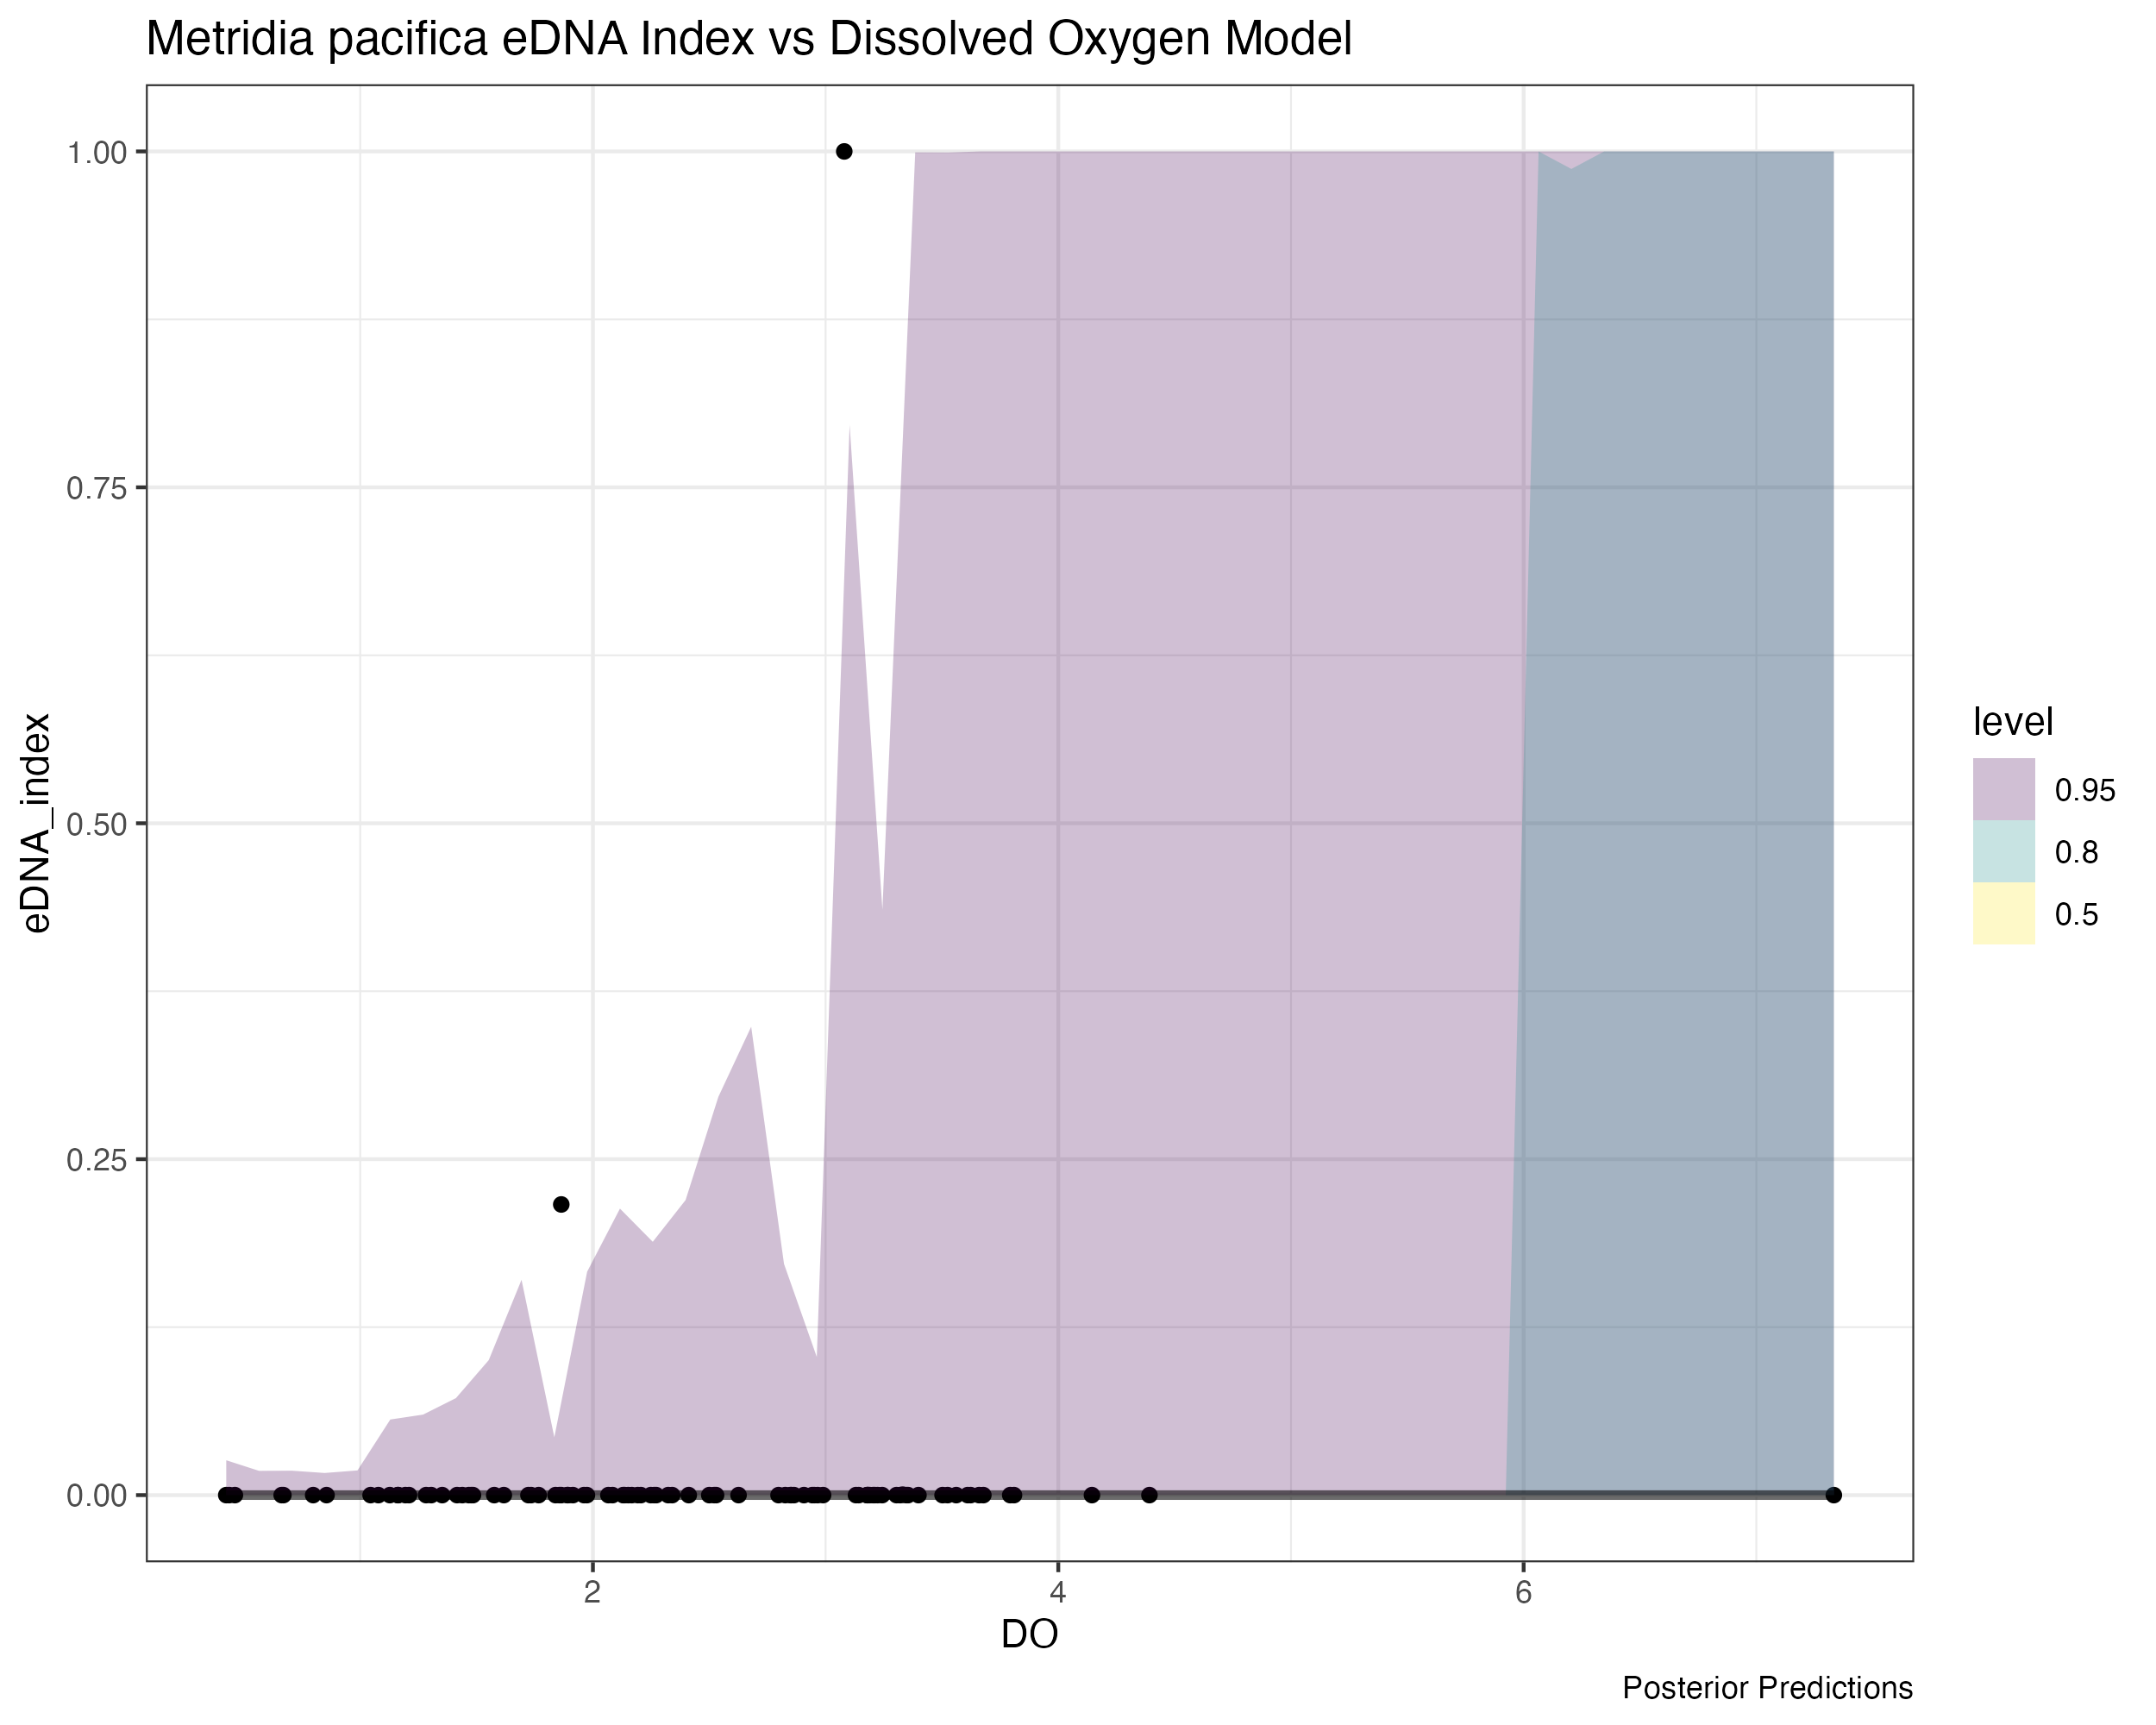 Metridia pacifica eDNA Index vs Dissolved Oxygen Model
1.00
0.75
0.50
0.25
0.00
eDNA_index
2
4
6
DO
level
0.95
0.8
0.5
Posterior Predictions